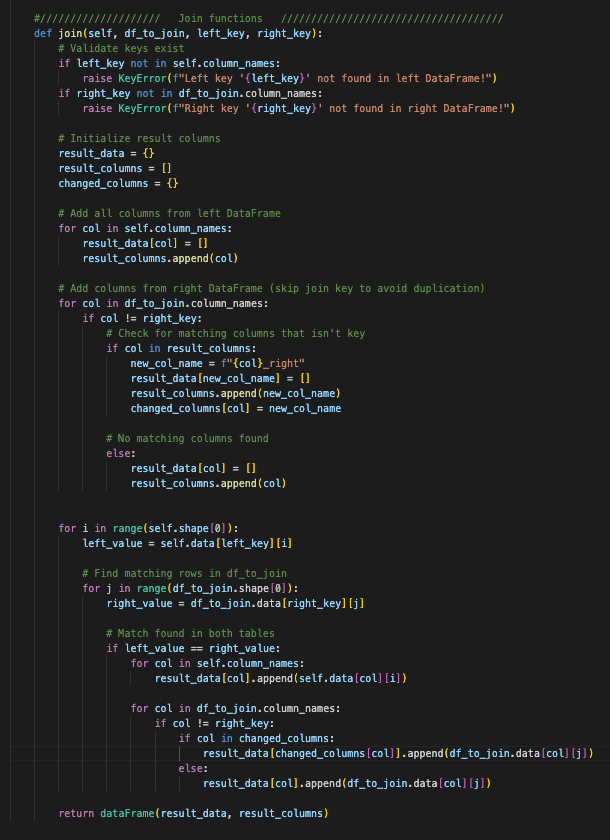 #////////////////////   Join functions   /////////////////////////////////////
def join(self, df_to_join, left_key, right_key):
    # Validate keys exist
    if left_key not in self.column_names:
        raise KeyError(f"Left key '{left_key}' not found in left DataFrame!")
    if right_key not in df_to_join.column_names:
        raise KeyError(f"Right key '{right_key}' not found in right DataFrame!")

    # Initialize result columns
    result_data = {}
    result_columns = []
    changed_columns = {}

    # Add all columns from left DataFrame
    for col in self.column_names:
        result_data[col] = []
        result_columns.append(col)

    # Add columns from right DataFrame (skip join key to avoid duplication)
    for col in df_to_join.column_names:
        if col != right_key:
            # Check for matching columns that isn't key
            if col in result_columns:
                new_col_name = f"{col}_right"
                result_data[new_col_name] = []
                result_columns.append(new_col_name)
                changed_columns[col] = new_col_name

            # No matching columns found
            else:
                result_data[col] = []
                result_columns.append(col)


    for i in range(self.shape[0]):
        left_value = self.data[left_key][i]

        # Find matching rows in df_to_join
        for j in range(df_to_join.shape[0]):
            right_value = df_to_join.data[right_key][j]

            # Match found in both tables
            if left_value == right_value:
                for col in self.column_names:
                    result_data[col].append(self.data[col][i])

                for col in df_to_join.column_names:
                    if col != right_key:
                        if col in changed_columns:
                            result_data[changed_columns[col]].append(df_to_join.data[col][j])
                        else:
                            result_data[col].append(df_to_join.data[col][j])

    return dataFrame(result_data, result_columns)